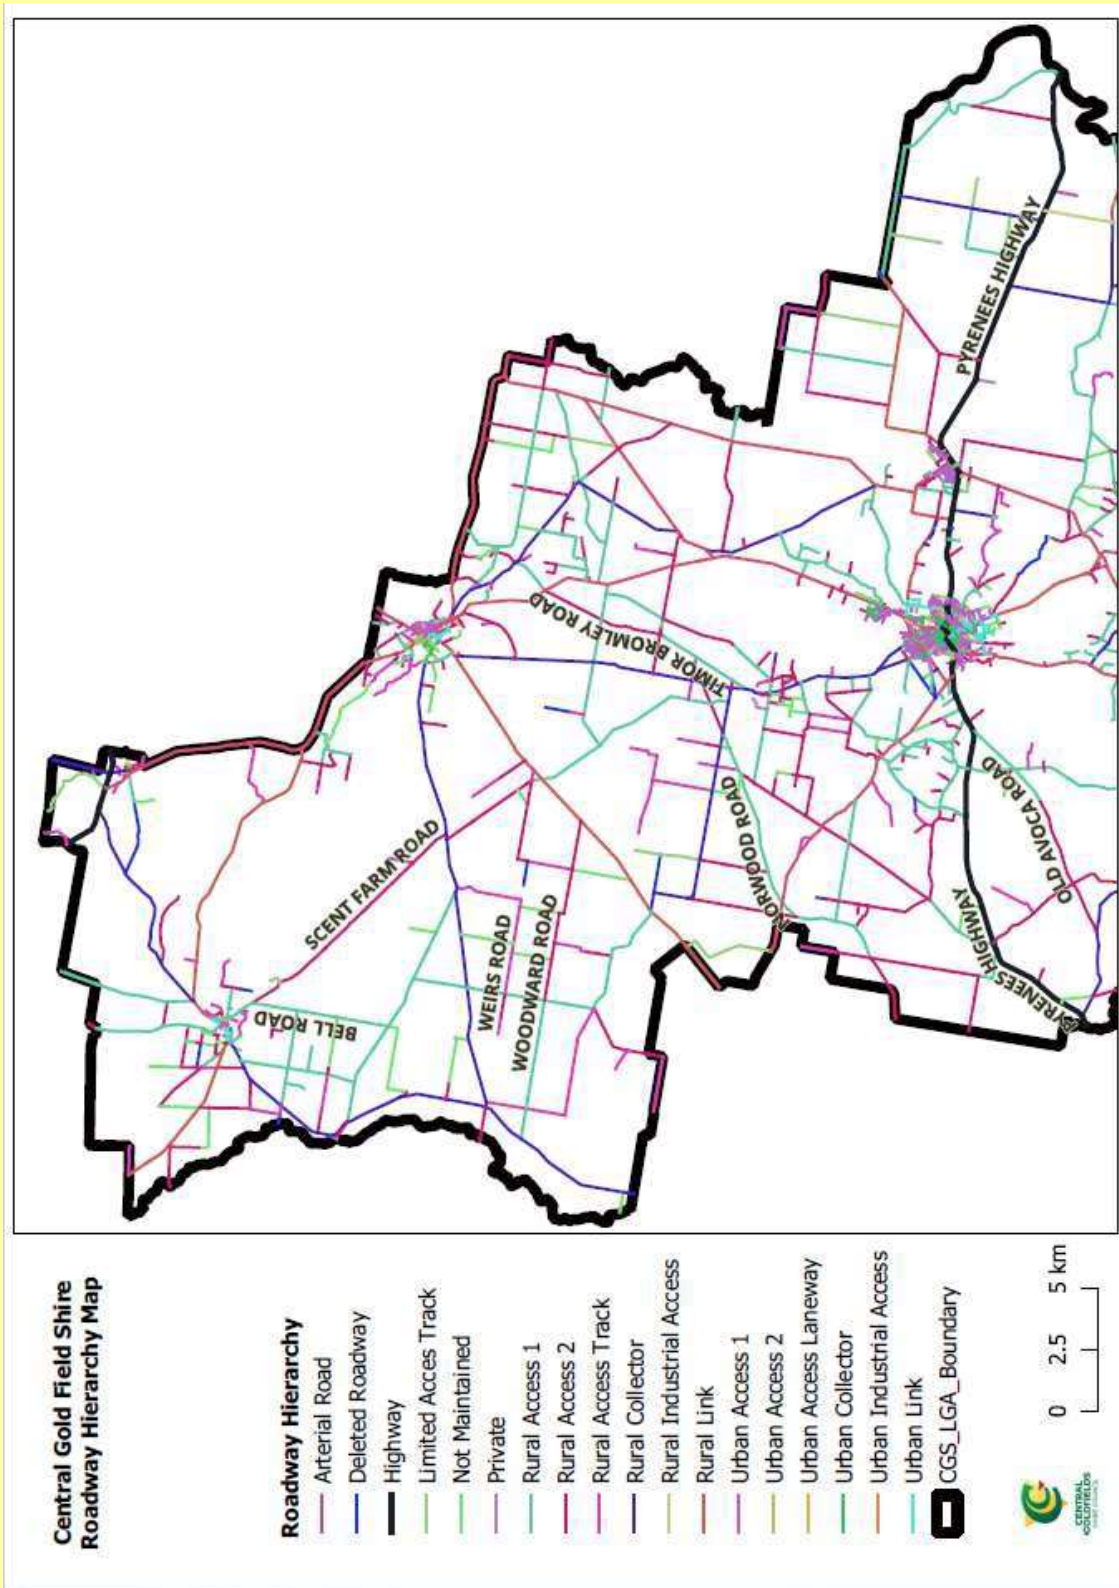 Central Gold Field Shire
Roadway Hierarchy Map
Roadway Hierarchy
Arterial Road
Deleted Roadway
Highway
Limited Acces Track
Not Maintained
Private
Rural Access 1
Rural Access 2
Rural Access Track
Rural Collector
Rural Industrial Access
Rural Link
Urban Access 1
Urban Access 2
Urban Access Laneway
Urban Collector
Urban Industrial Access
Urban Link
CGS_LGA_Boundary
0 2.5 5 km
CENTRAL
GOLDFIELDS
SCENT FARM ROAD
BELL ROAD
WEIRS ROAD
WOODWARD ROAD
TIMOR BROMLEY ROAD
NORWOOD ROAD
PYRENEES HIGHWAY
OLD AVOCA ROAD
PYRENEES HIGHWAY
PYRENEES HIGHWAY